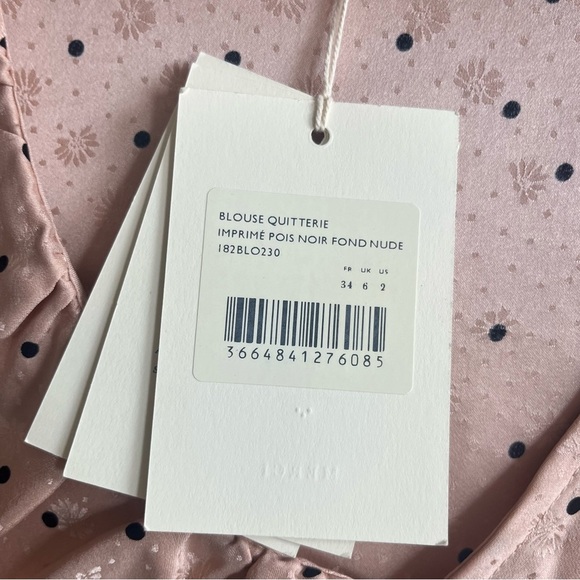 BLOUSE QUITTERIE
IMPRIMÉ POIS NOIR FOND NUDE
182BLO230
FR UK US
34 6 2
3664841276085